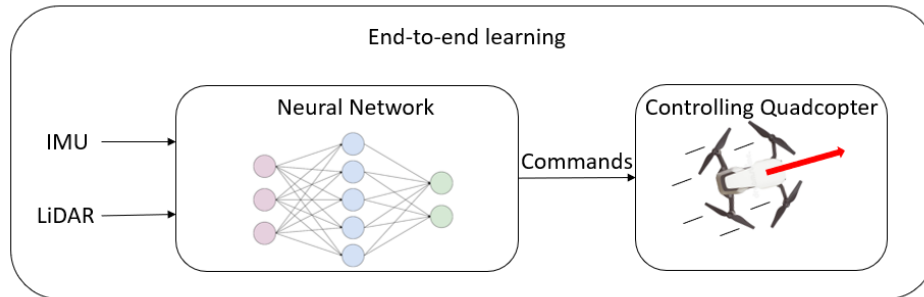 End-to-end learning
Neural Network
Controlling Quadcopter
IMU
Commands
LiDAR